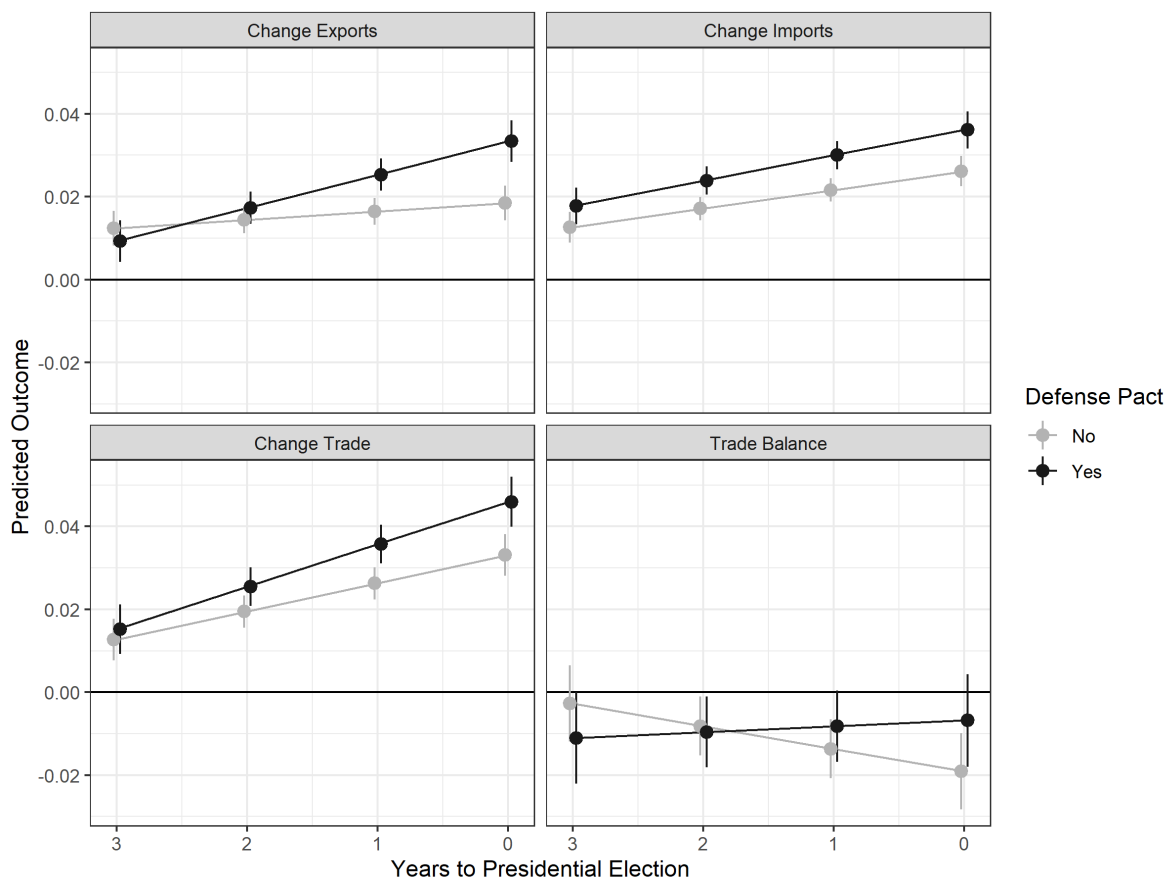 Change Exports
Change Imports
0.04
0.02
0.00
-0.02
Change Trade
Trade Balance
0.04
0.02
0.00
-0.02
3 2 1 0
3 2 1 0
Years to Presidential Election
Predicted Outcome
Defense Pact
No
Yes